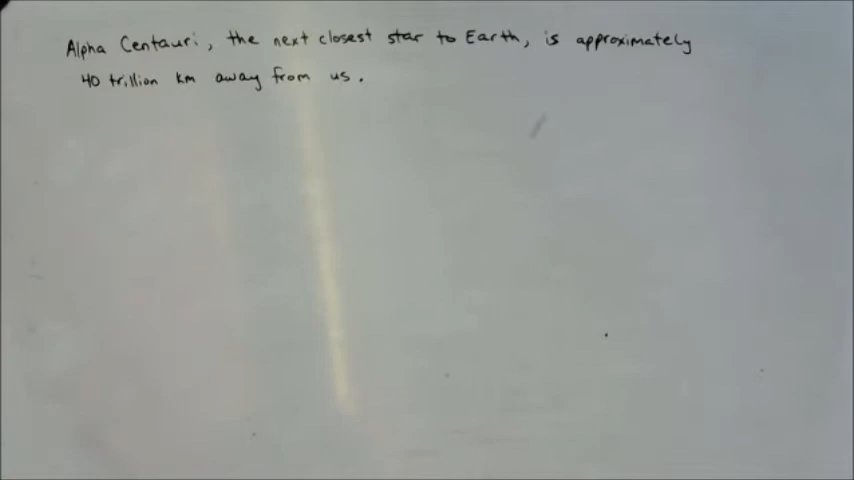 Alpha Centauri, the next closest star to Earth, is approximately
40 trillion km away from us.